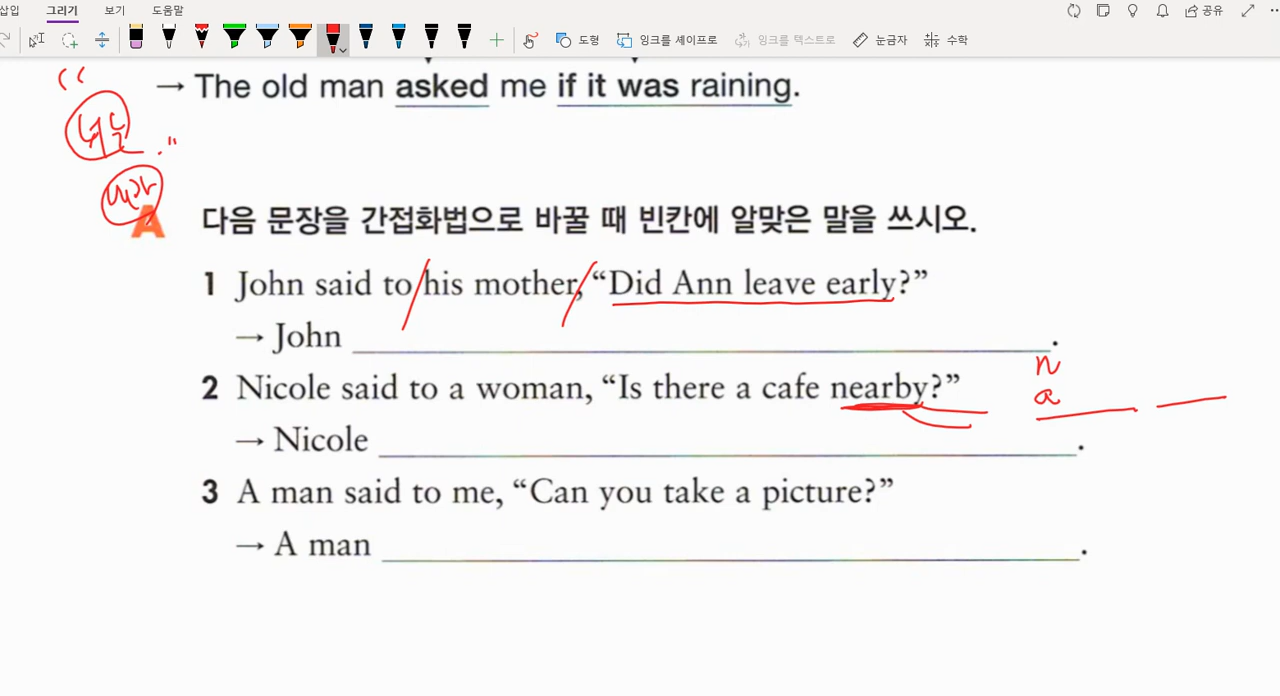 삽입 그리기 보기 도움말
공유
도형 잉크를 셰이프로 잉크를 텍스트로 눈금자 수학
→ The old man asked me if it was raining.
A 다음 문장을 간접화법으로 바꿀 때 빈칸에 알맞은 말을 쓰시오.
1 John said to his mother, “Did Ann leave early?”
→ John .
n
2 Nicole said to a woman, “Is there a cafe nearby?”
a
→ Nicole .
3 A man said to me, “Can you take a picture?”
→ A man .